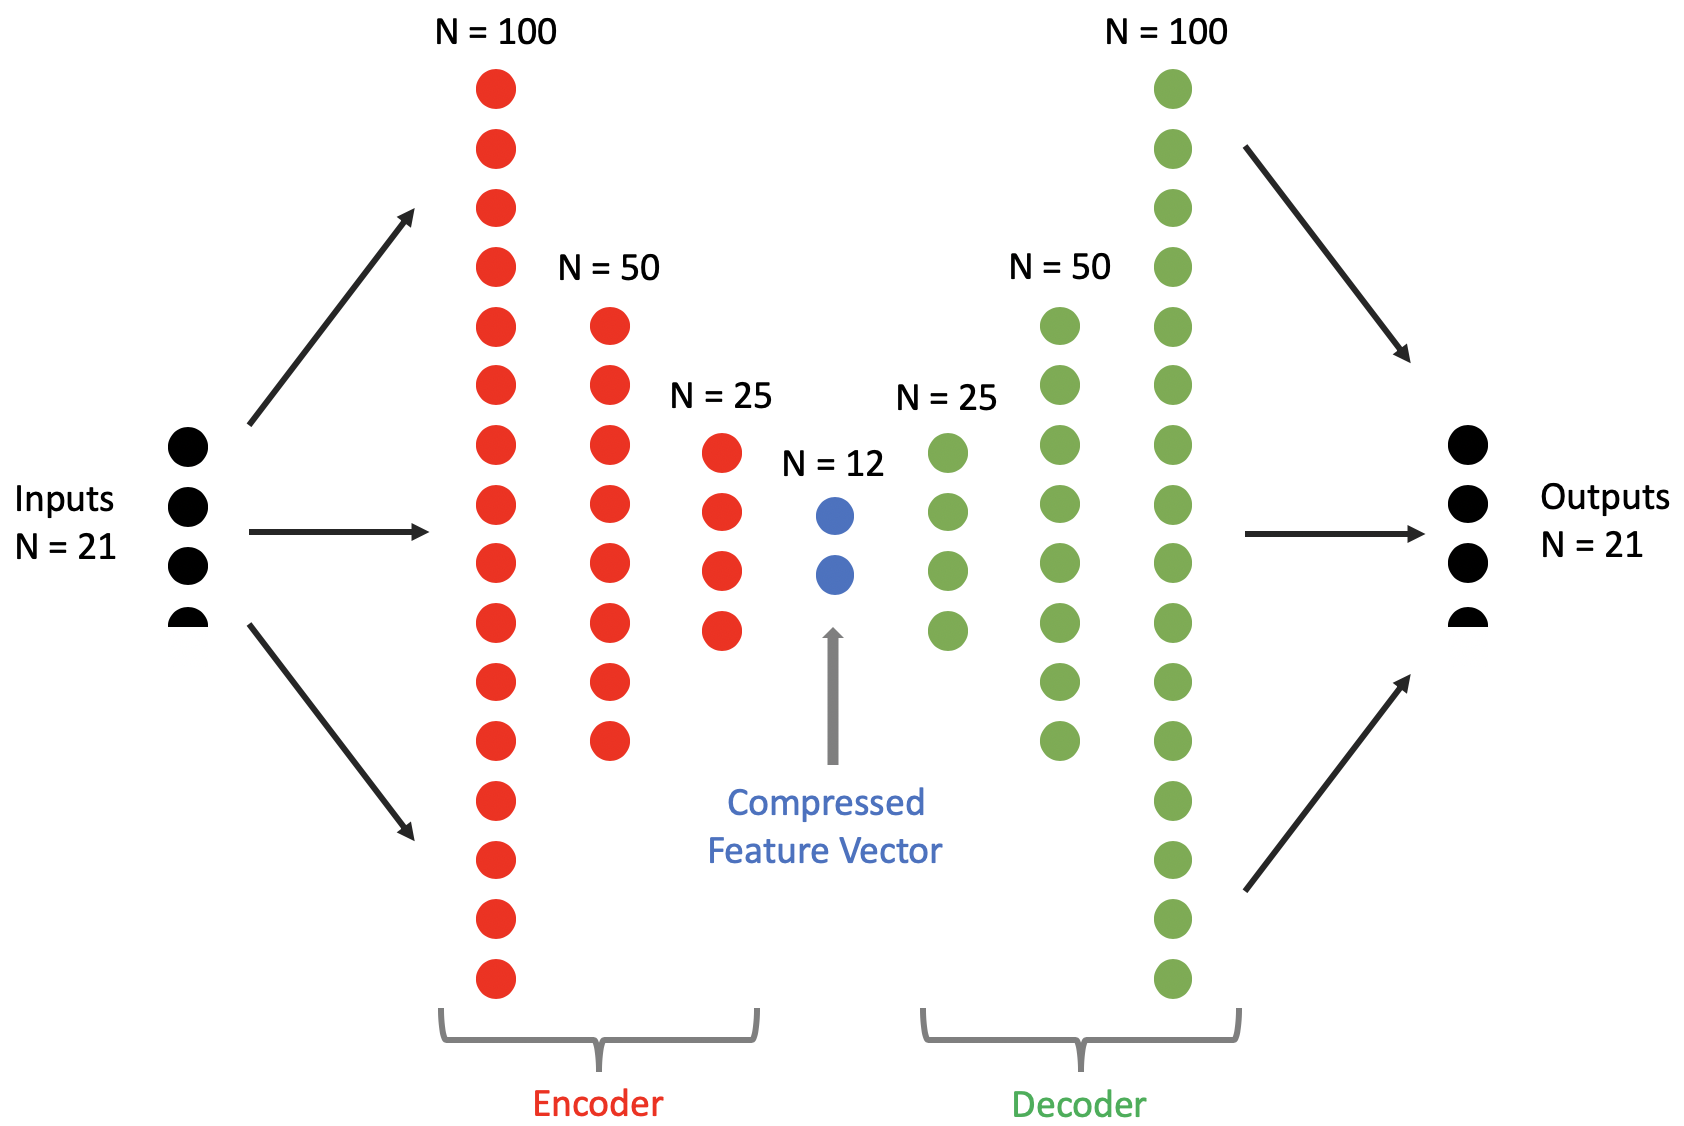 N = 100
N = 100
N = 50
N = 50
N = 25
N = 25
N = 12
Inputs
N = 21
Outputs
N = 21
Compressed
Feature Vector
Encoder
Decoder